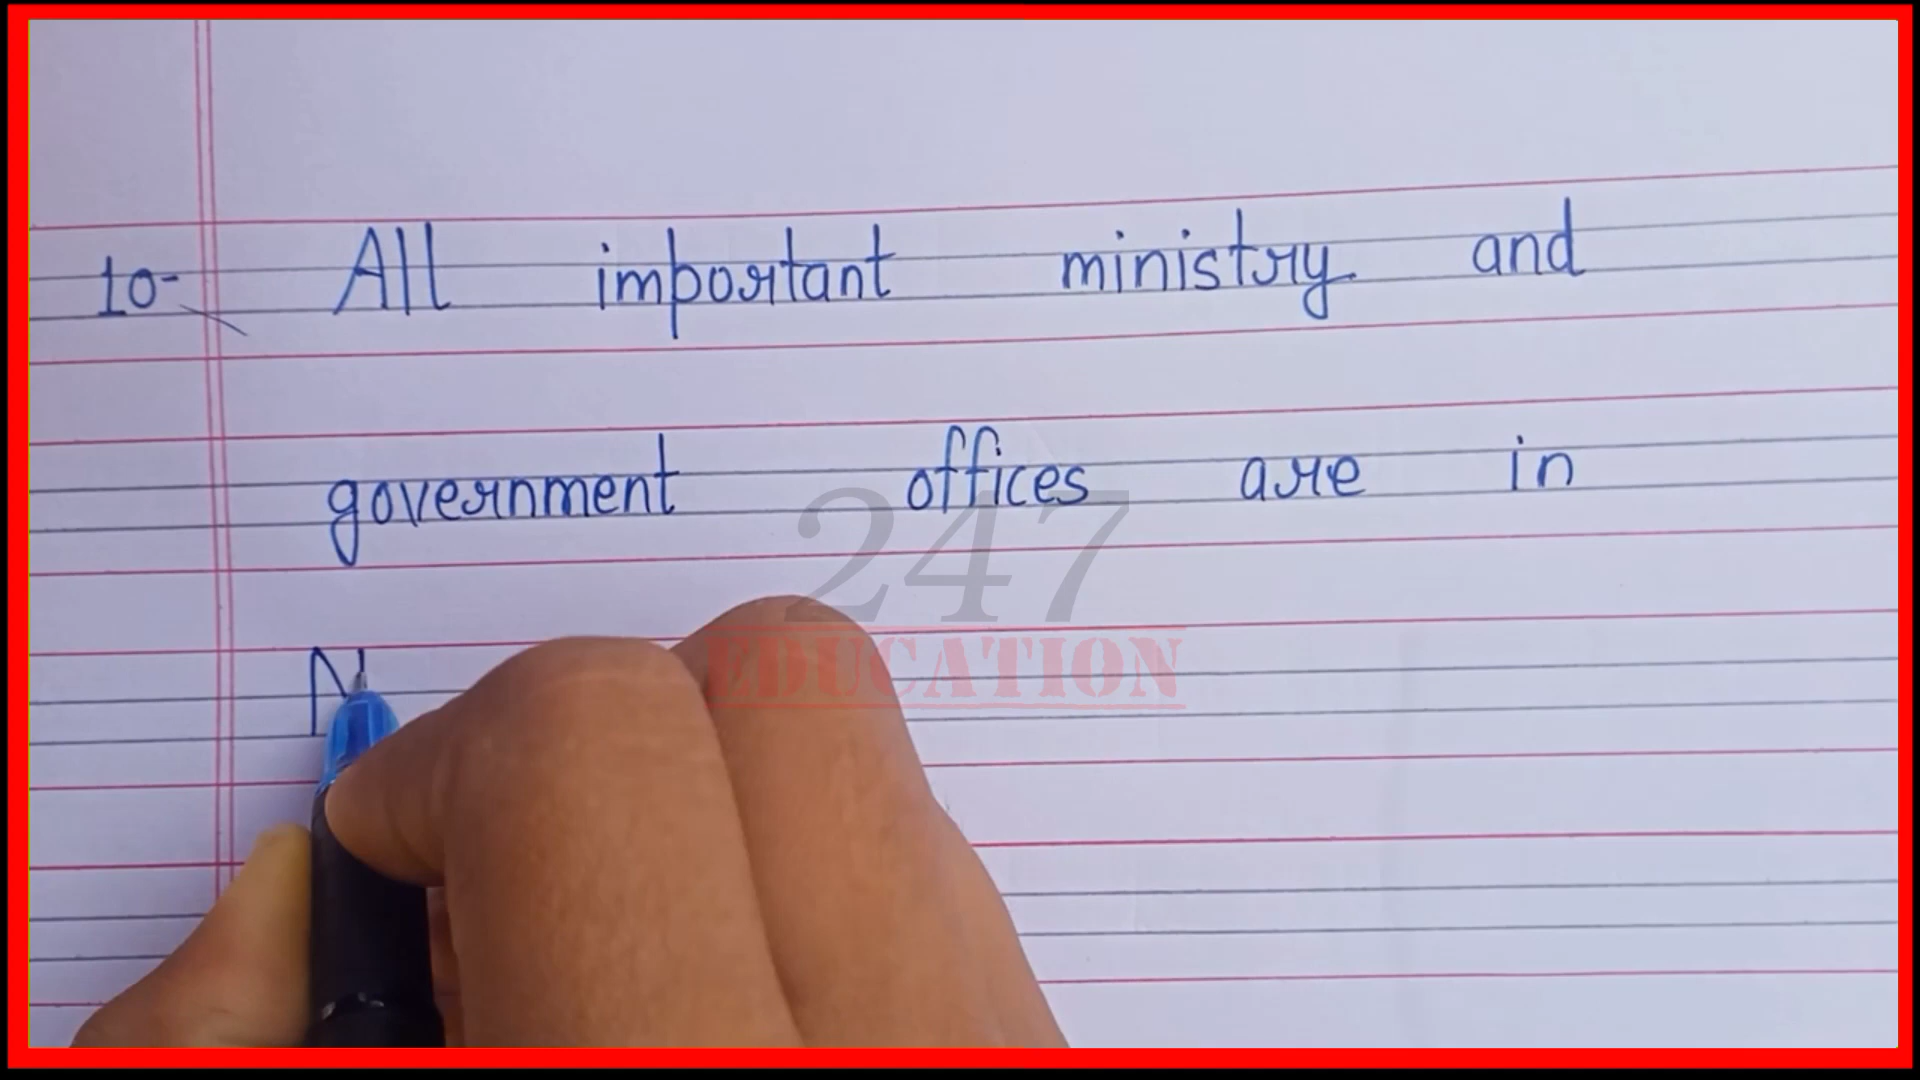 10- All important ministry and
government offices are in
N
247
EDUCATION